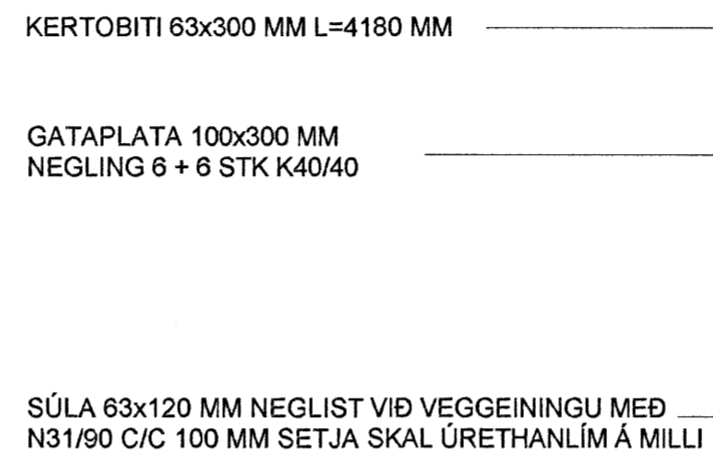 KERTOBITI 63x300 MM L=4180 MM
GATAPLATA 100x300 MM
NEGLING 6 + 6 STK K40/40
SÚLA 63x120 MM NEGLIST VIÐ VEGGEININGU MEÐ
N31/90 C/C 100 MM SETJA SKAL ÚRETHANLÍM Á MILLI